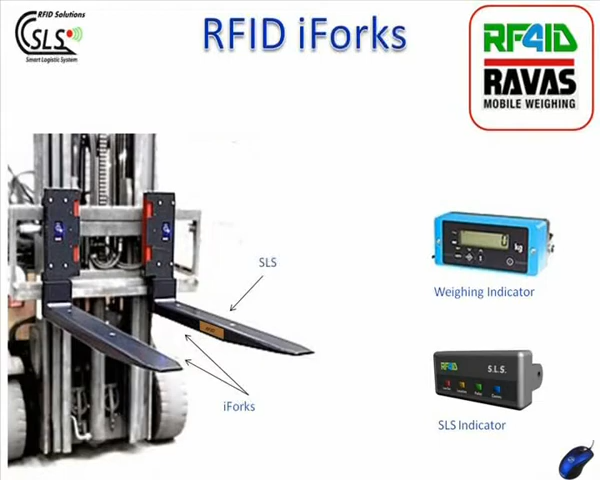 RFID Solutions
SLS
Smart Logistic System
RFID iForks
RF4ID
RAVAS
MOBILE WEIGHING
SLS
iForks
0
kg
Weighing Indicator
RF4ID
S.L.S.
SLS Indicator